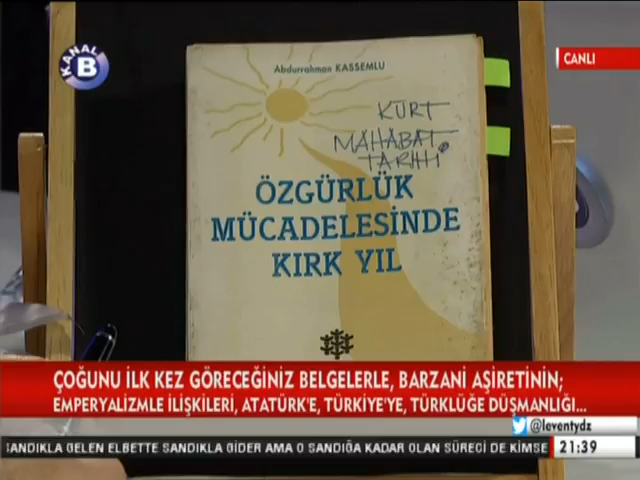 KANAL
B
CANLI
Abdurrahman KASSEMLU
KÜRT
MAHABAT
TARİHİ
ÖZGÜRLÜK
MÜCADELESİNDE
KIRK YIL
ÇOĞUNU İLK KEZ GÖRECEĞİNİZ BELGELERLE, BARZANİ AŞİRETİNİN;
EMPERYALİZMLE İLİŞKİLERİ, ATATÜRK'E, TÜRKİYE'YE, TÜRKLÜĞE DÜŞMANLIĞI...
@leventydz
SANDIKLA GELEN ELBETTE SANDIKLA GİDER AMA O SANDIĞA KADAR OLAN SÜRECİ DE KİMSE
21:39